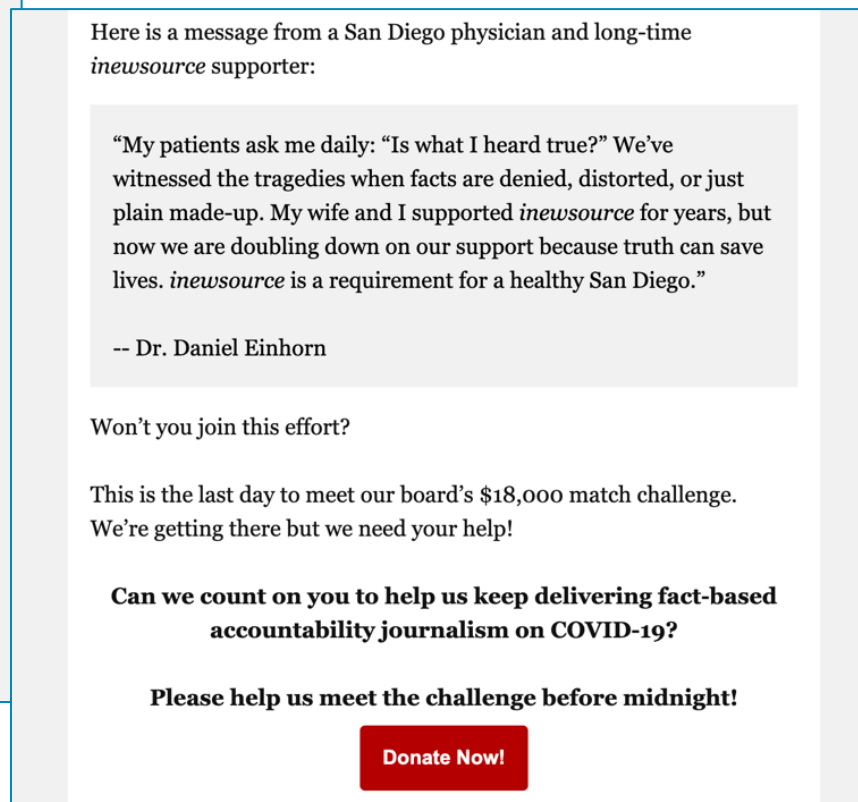 Here is a message from a San Diego physician and long-time
inewsource supporter:
“My patients ask me daily: “Is what I heard true?” We’ve
witnessed the tragedies when facts are denied, distorted, or just
plain made-up. My wife and I supported inewsource for years, but
now we are doubling down on our support because truth can save
lives. inewsource is a requirement for a healthy San Diego.”
-- Dr. Daniel Einhorn
Won’t you join this effort?
This is the last day to meet our board’s $18,000 match challenge.
We’re getting there but we need your help!
Can we count on you to help us keep delivering fact-based
accountability journalism on COVID-19?
Please help us meet the challenge before midnight!
Donate Now!